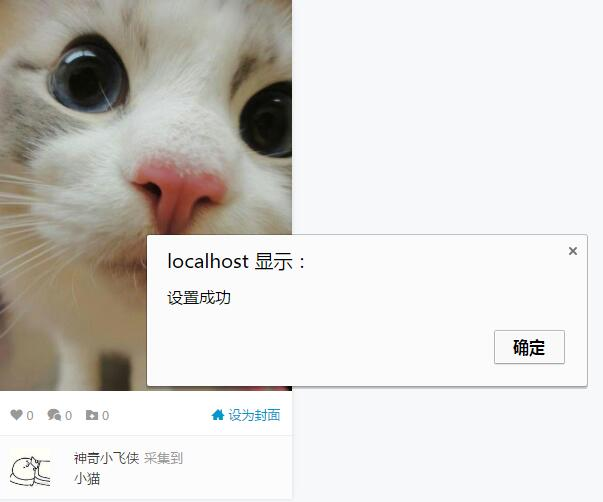 localhost 显示：
×
设置成功
确定
0 0 0 设为封面
神奇小飞侠 采集到
小猫